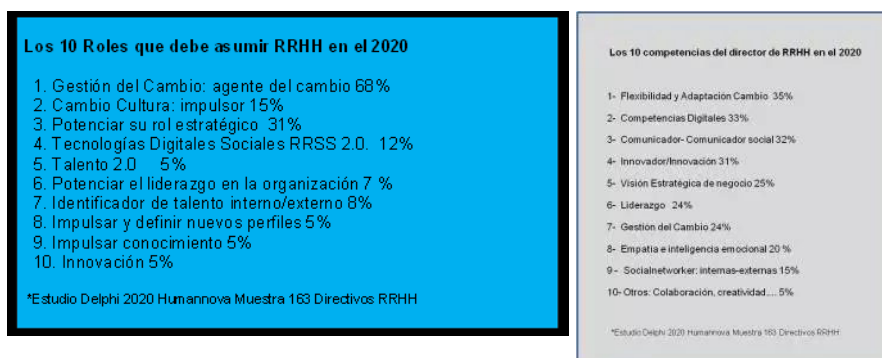 Los 10 Roles que debe asumir RRHH en el 2020
1. Gestión del Cambio: agente del cambio 68%
2. Cambio Cultura: impulsor 15%
3. Potenciar su rol estratégico 31%
4. Tecnologías Digitales Sociales RRSS 2.0. 12%
5. Talento 2.0 5%
6. Potenciar el liderazgo en la organización 7 %
7. Identificador de talento interno/externo 8%
8. Impulsar y definir nuevos perfiles 5%
9. Impulsar conocimiento 5%
10. Innovación 5%
*Estudio Delphi 2020 Humannova Muestra 163 Directivos RRHH
Los 10 competencias del director de RRHH en el 2020
1- Flexibilidad y Adaptación Cambio 35%
2- Competencias Digitales 33%
3- Comunicador- Comunicador social 32%
4- Innovador/Innovación 31%
5- Visión Estratégica de negocio 25%
6- Liderazgo 24%
7- Gestión del Cambio 24%
8- Empatia e inteligencia emocional 20 %
9 - Socialnetworker: internas-externas 15%
10- Otros: Colaboración, creatividad.... 5%
*Estudio Delphi 2020 Humannova Muestra 163 Directivos RRHH